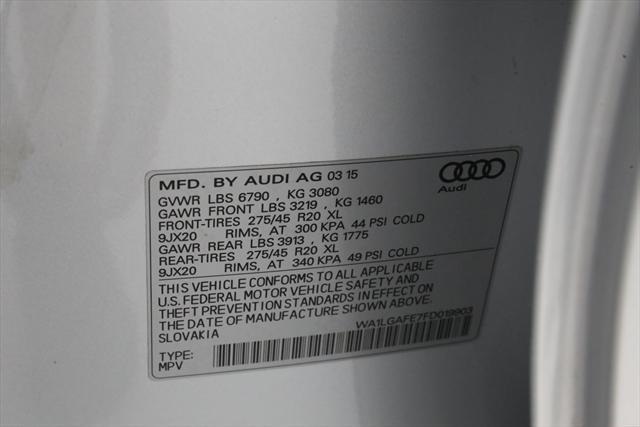 MFD. BY AUDI AG 03 15
GVWR LBS 6790 , KG 3080
GAWR FRONT LBS 3219 , KG 1460
FRONT-TIRES 275/45 R20 XL
9JX20 RIMS, AT 300 KPA 44 PSI COLD
GAWR REAR LBS 3913 , KG 1775
REAR-TIRES 275/45 R20 XL
9JX20 RIMS, AT 340 KPA 49 PSI COLD
Audi
THIS VEHICLE CONFORMS TO ALL APPLICABLE
U.S. FEDERAL MOTOR VEHICLE SAFETY AND
THEFT PREVENTION STANDARDS IN EFFECT ON
THE DATE OF MANUFACTURE SHOWN ABOVE.
SLOVAKIA
WA1LGAFE7FD019903
TYPE:
MPV